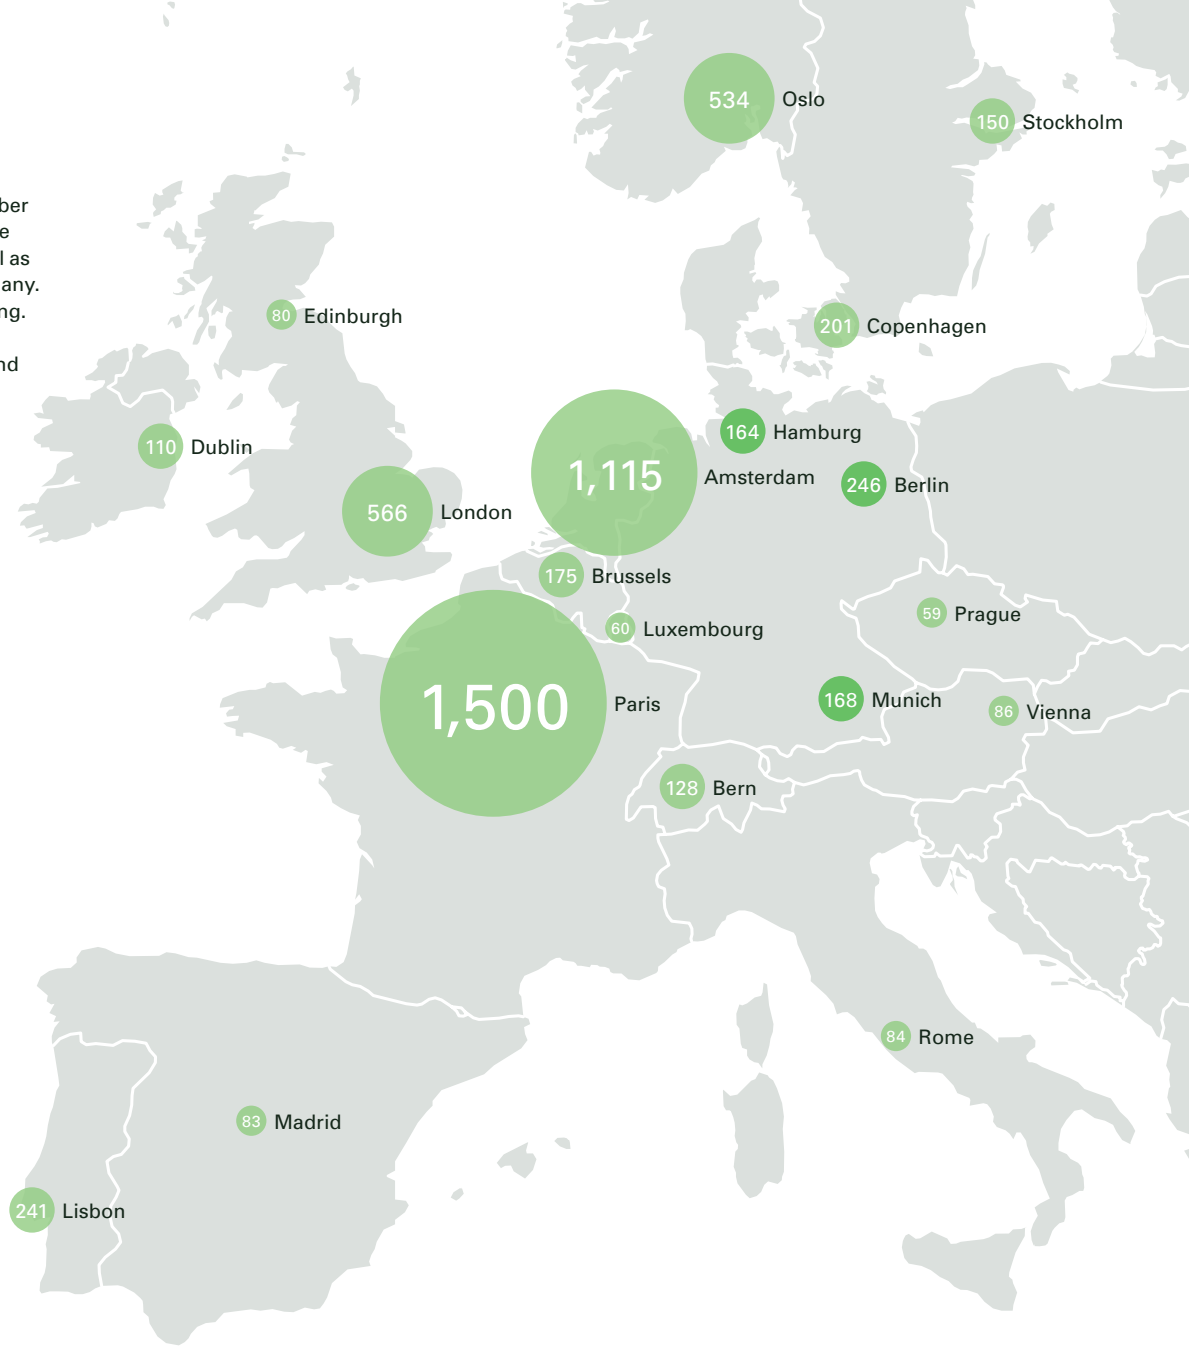 534 Oslo
150 Stockholm
ber
e
l as
any.
ng.
nd
80 Edinburgh
201 Copenhagen
110 Dublin
164 Hamburg
1,115 Amsterdam
246 Berlin
566 London
175 Brussels
59 Prague
60 Luxembourg
1,500 Paris
168 Munich
86 Vienna
128 Bern
84 Rome
83 Madrid
241 Lisbon